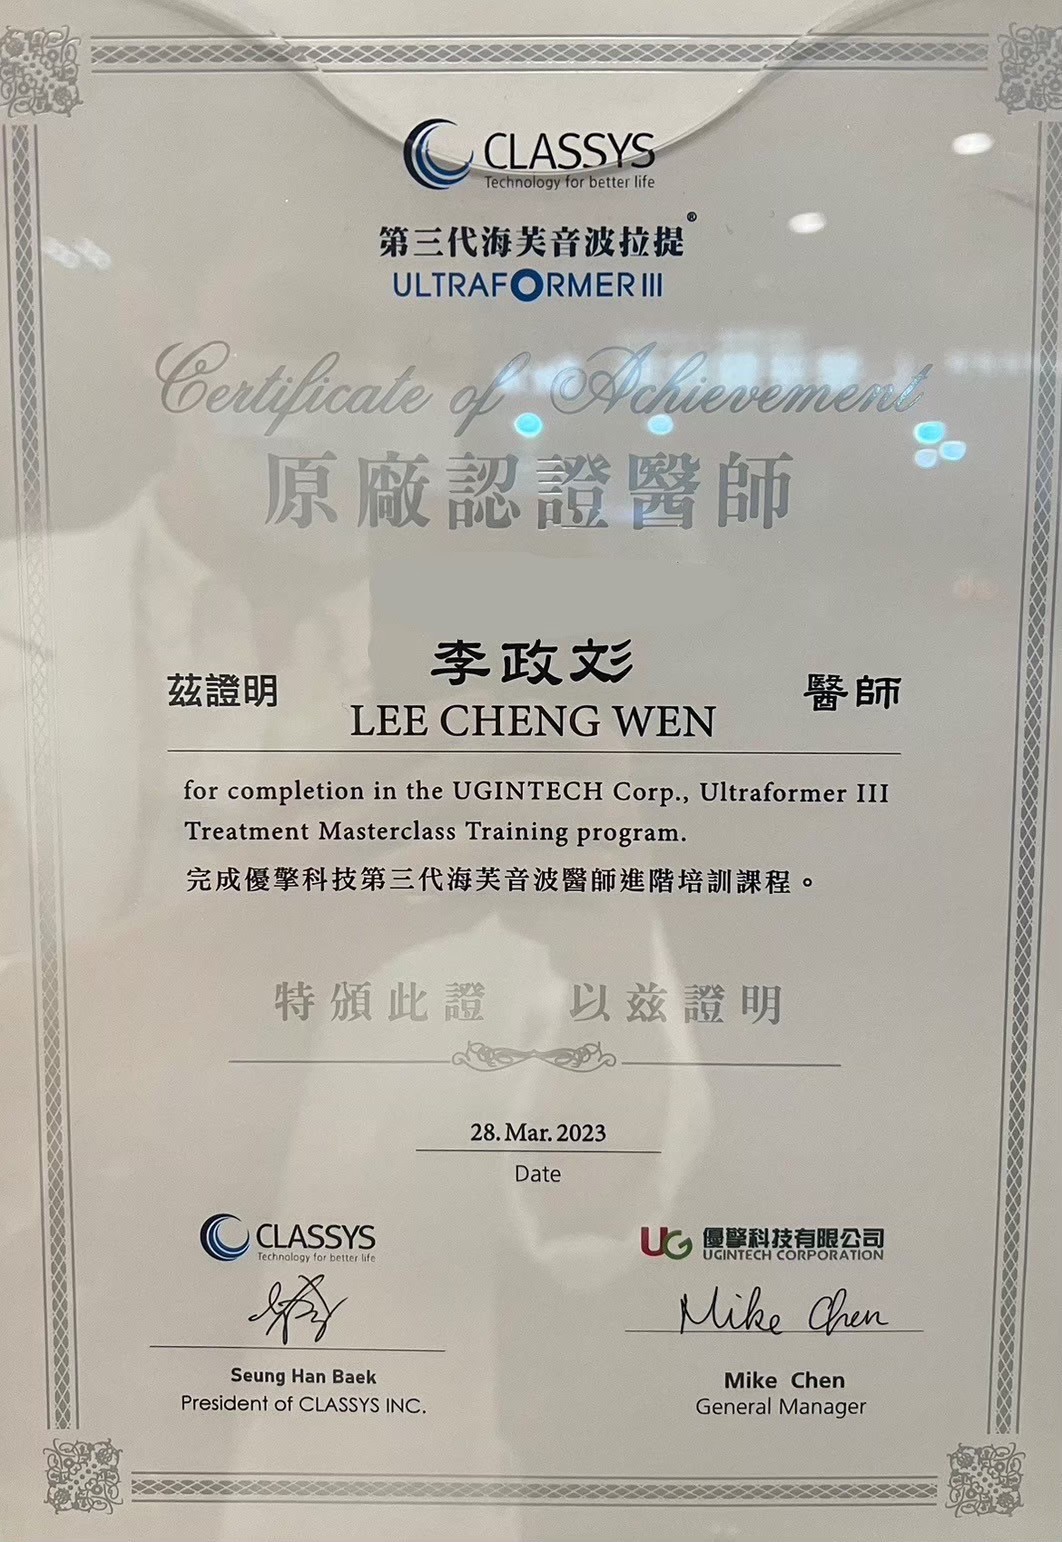 CLASSYS
Technology for better life
第三代海芙音波拉提®
ULTRAFORMER III
Certificate of Achievement
原廠認證醫師
茲證明 李政彣 醫師
LEE CHENG WEN
for completion in the UGINTECH Corp., Ultraformer III
Treatment Masterclass Training program.
完成優擎科技第三代海芙音波醫師進階培訓課程。
特頒此證 以茲證明
28. Mar. 2023
Date
CLASSYS
Technology for better life
Seung Han Baek
President of CLASSYS INC.
UG 優擎科技有限公司
UGINTECH CORPORATION
Mike Chen
Mike Chen
General Manager